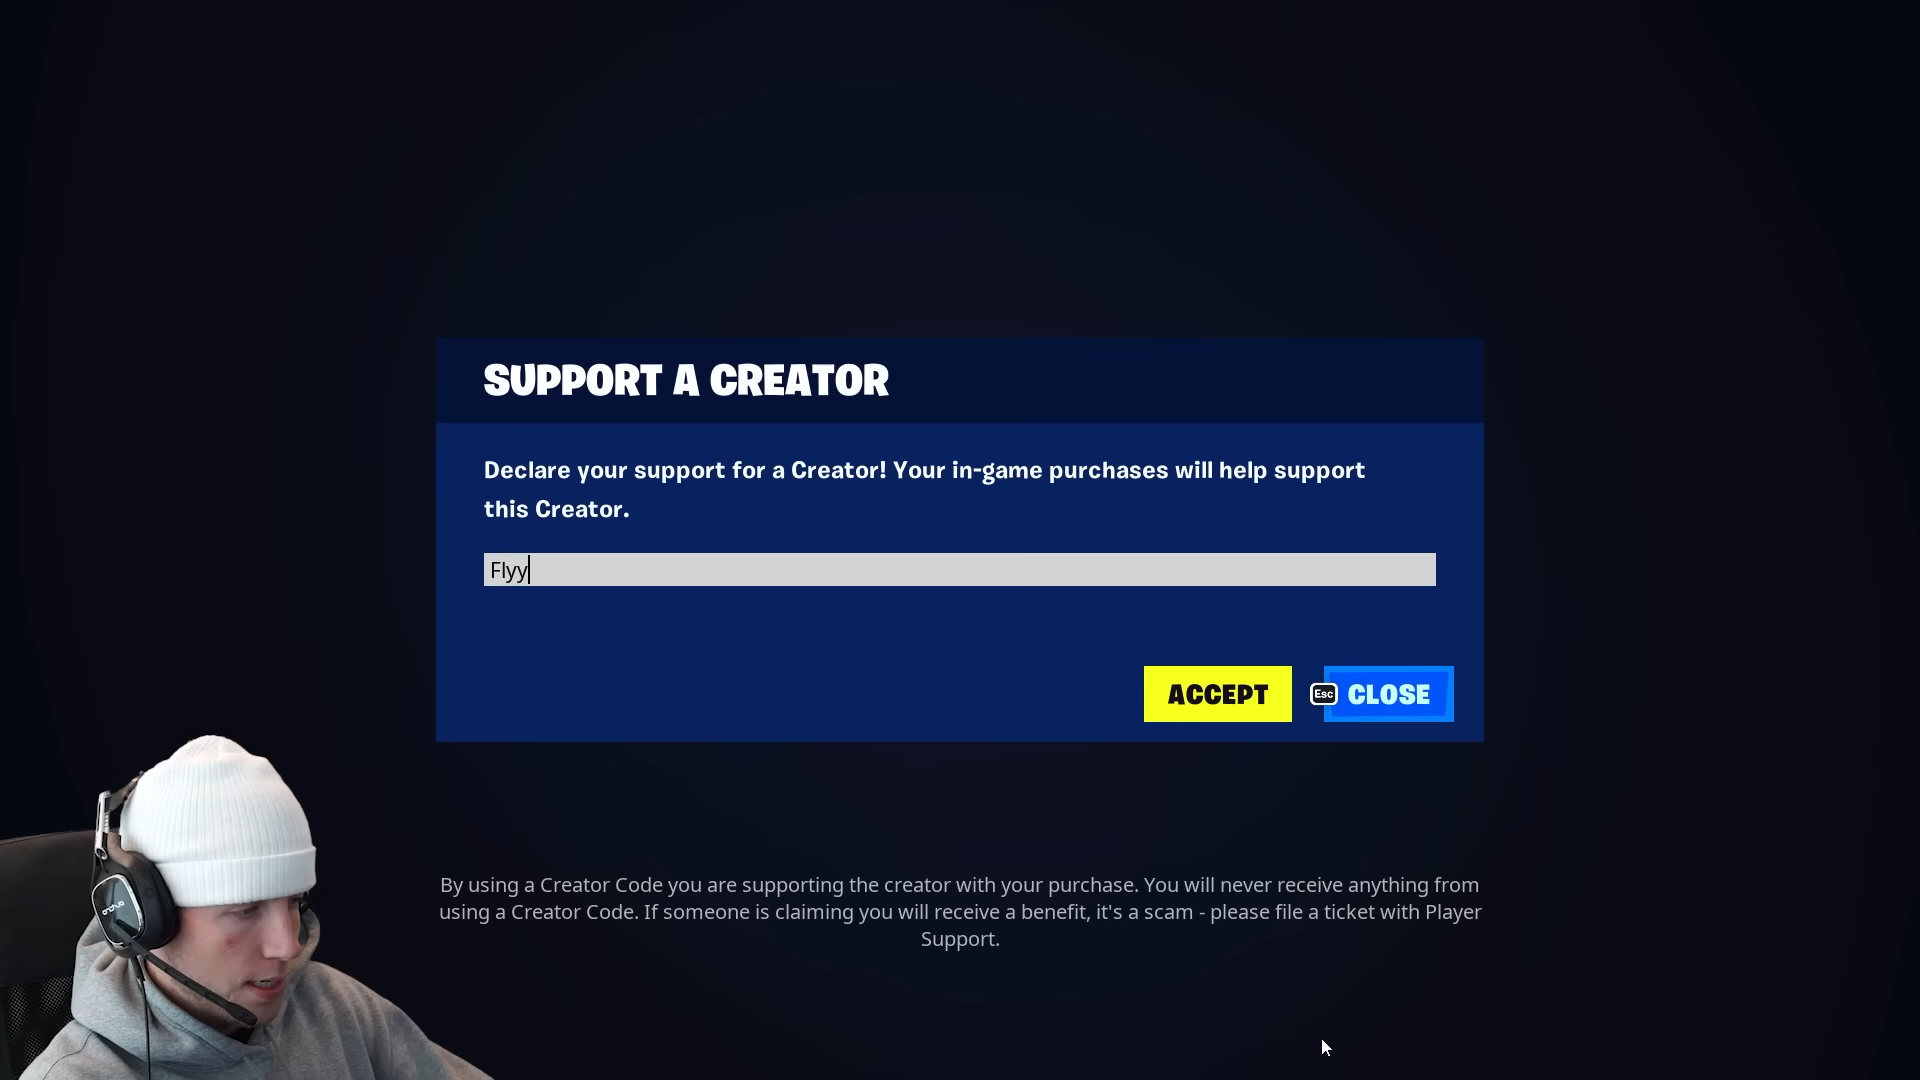 SUPPORT A CREATOR
Declare your support for a Creator! Your in-game purchases will help support
this Creator.
Flyy
ACCEPT
Esc CLOSE
By using a Creator Code you are supporting the creator with your purchase. You will never receive anything from
using a Creator Code. If someone is claiming you will receive a benefit, it's a scam - please file a ticket with Player
Support.